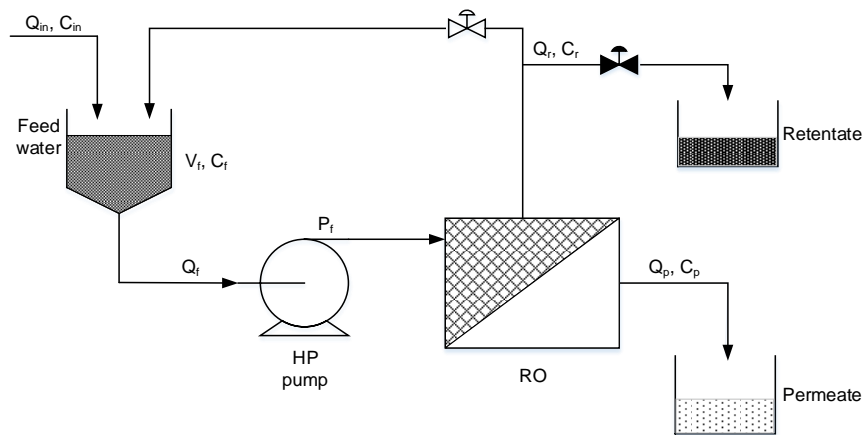 Qin, Cin
Qr, Cr
Feed
water
Retentate
Vf, Cf
Pf
Qf
Qp, Cp
HP
pump
RO
Permeate